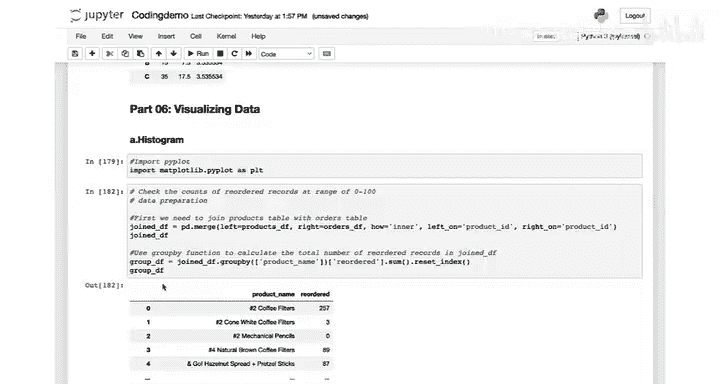 jupyter Codingdemo Last Checkpoint: Yesterday at 1:57 PM (unsaved changes)
Logout
File Edit View Insert Cell Kernel Help
Run Code
C 35 17.5 3.535534
Part 06: Visualizing Data
a.Histogram
In [179]: #Import pyplot
import matplotlib.pyplot as plt
In [182]: # Check the counts of reordered records at range of 0-100
# data preparation
#First we need to join products table with orders table
joined_df = pd.merge(left=products_df, right=orders_df, how='inner', left_on='product_id', right_on='product_id')
joined_df
#Use groupby function to calculate the total number of reordered records in joined_df
group_df = joined_df.groupby(['product_name'])['reordered'].sum().reset_index()
group_df
Out[182]:
product_name reordered
0 #2 Coffee Filters 257
1 #2 Cone White Coffee Filters 3
2 #2 Mechanical Pencils 0
3 #4 Natural Brown Coffee Filters 89
4 & Go! Hazelnut Spread + Pretzel Sticks 87
... ... ...